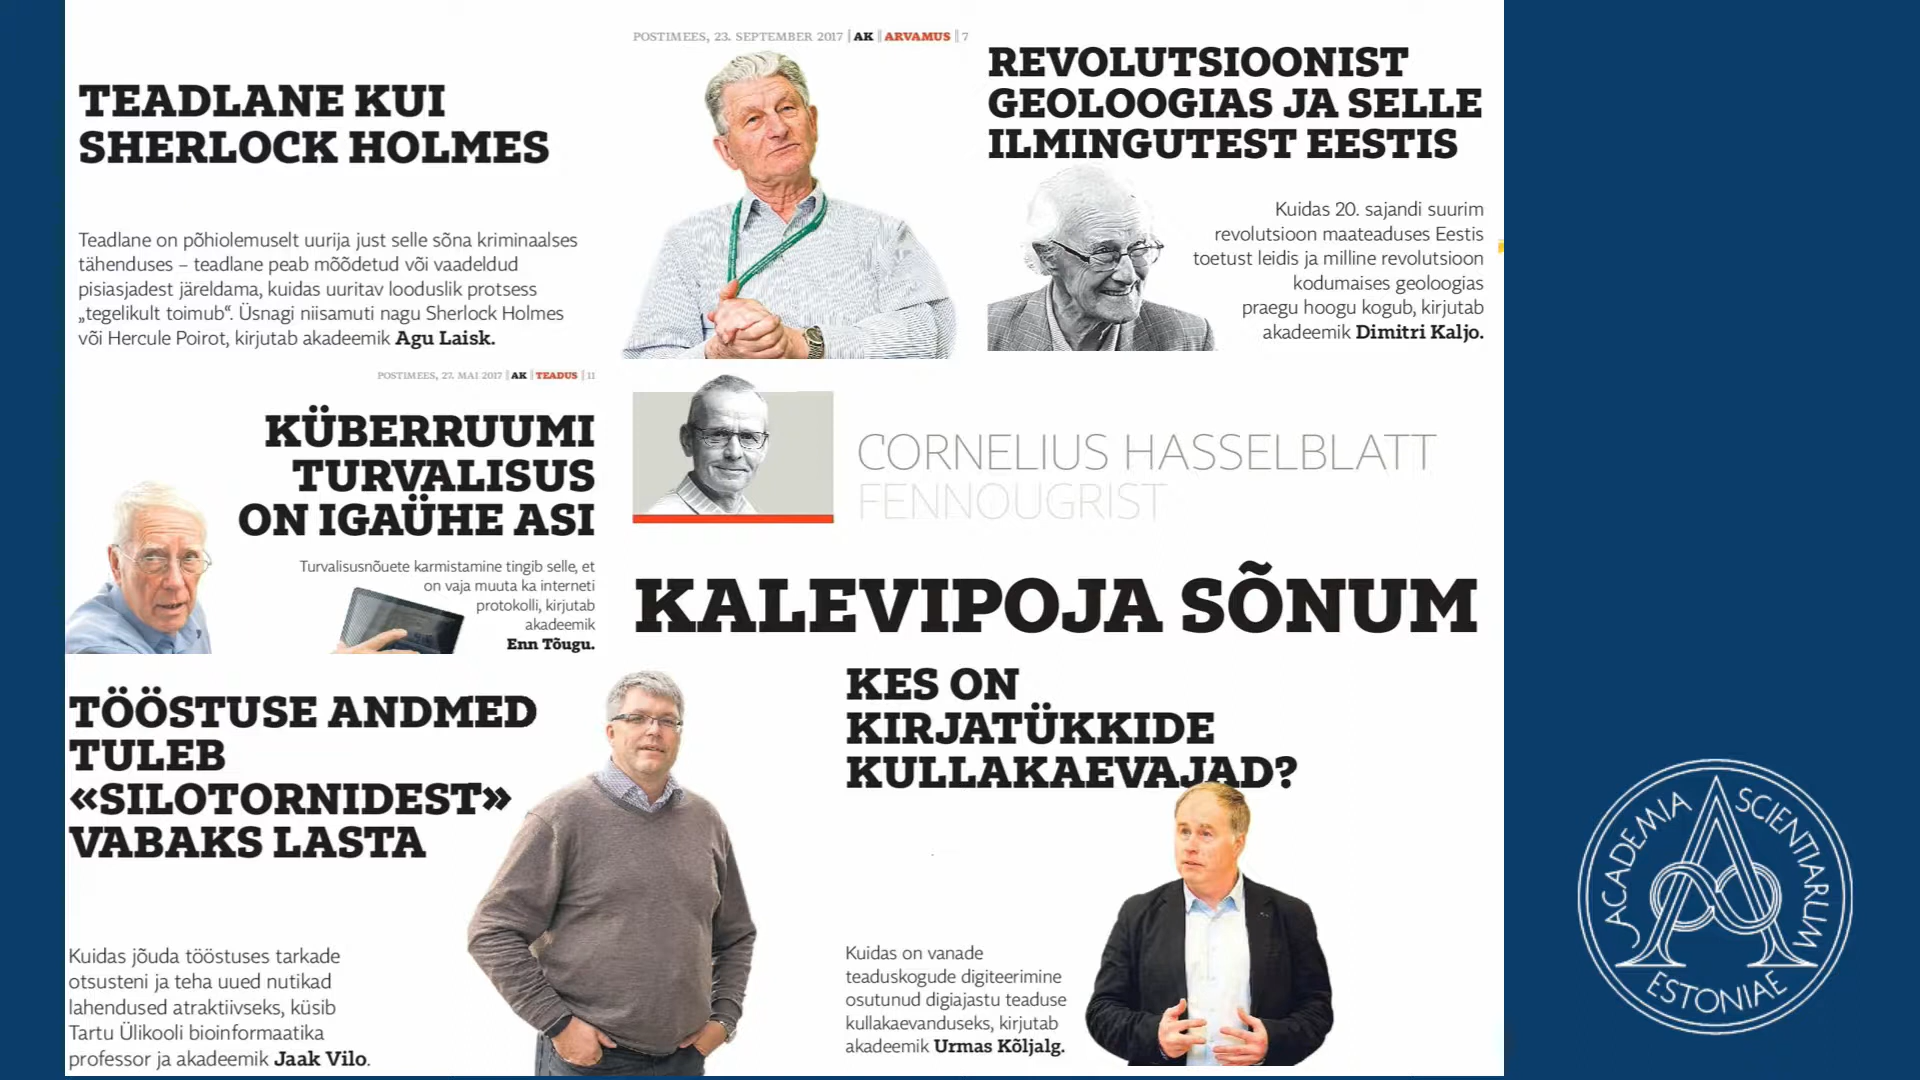 TEADLANE KUI
SHERLOCK HOLMES
Teadlane on põhiolemuselt uurija just selle sõna kriminaalses
tähenduses – teadlane peab mõõdetud või vaadeldud
pisiasjadest järeldama, kuidas uuritav looduslik protsess
„tegelikult toimub“. Üsnagi niisamuti nagu Sherlock Holmes
või Hercule Poirot, kirjutab akadeemik Agu Laisk.
POSTIMEES, 23. SEPTEMBER 2017 | AK || ARVAMUS || 7
REVOLUTSIOONIST
GEOLOOGIAS JA SELLE
ILMINGUTEST EESTIS
Kuidas 20. sajandi suurim
revolutsioon maateaduses Eestis
toetust leidis ja milline revolutsioon
kodumaises geoloogias
praegu hoogu kogub, kirjutab
akadeemik Dimitri Kaljo.
POSTIMEES, 27. MAI 2017 || AK || TEADUS || 11
KÜBERRUUMI
TURVALISUS
ON IGAÜHE ASI
Turvalisusnõuete karmistamine tingib selle, et
on vaja muuta ka interneti
protokolli, kirjutab
akadeemik
Enn Tõugu.
CORNELIUS HASSELBLATT
FENNOUGRIST
KALEVIPOJA SÕNUM
TÖÖSTUSE ANDMED
TULEB
«SILOTORNIDEST»
VABAKS LASTA
Kuidas jõuda tööstuses tarkade
otsusteni ja teha uued nutikad
lahendused atraktiivseks, küsib
Tartu Ülikooli bioinformaatika
professor ja akadeemik Jaak Vilo.
KES ON
KIRJATÜKKIDE
KULLAKAEVAJAD?
Kuidas on vanade
teaduskogude digiteerimine
osutunud digiajastu teaduse
kullakaevanduseks, kirjutab
akadeemik Urmas Kõljalg.
ACADEMIA SCIENTIARUM ESTONIAE